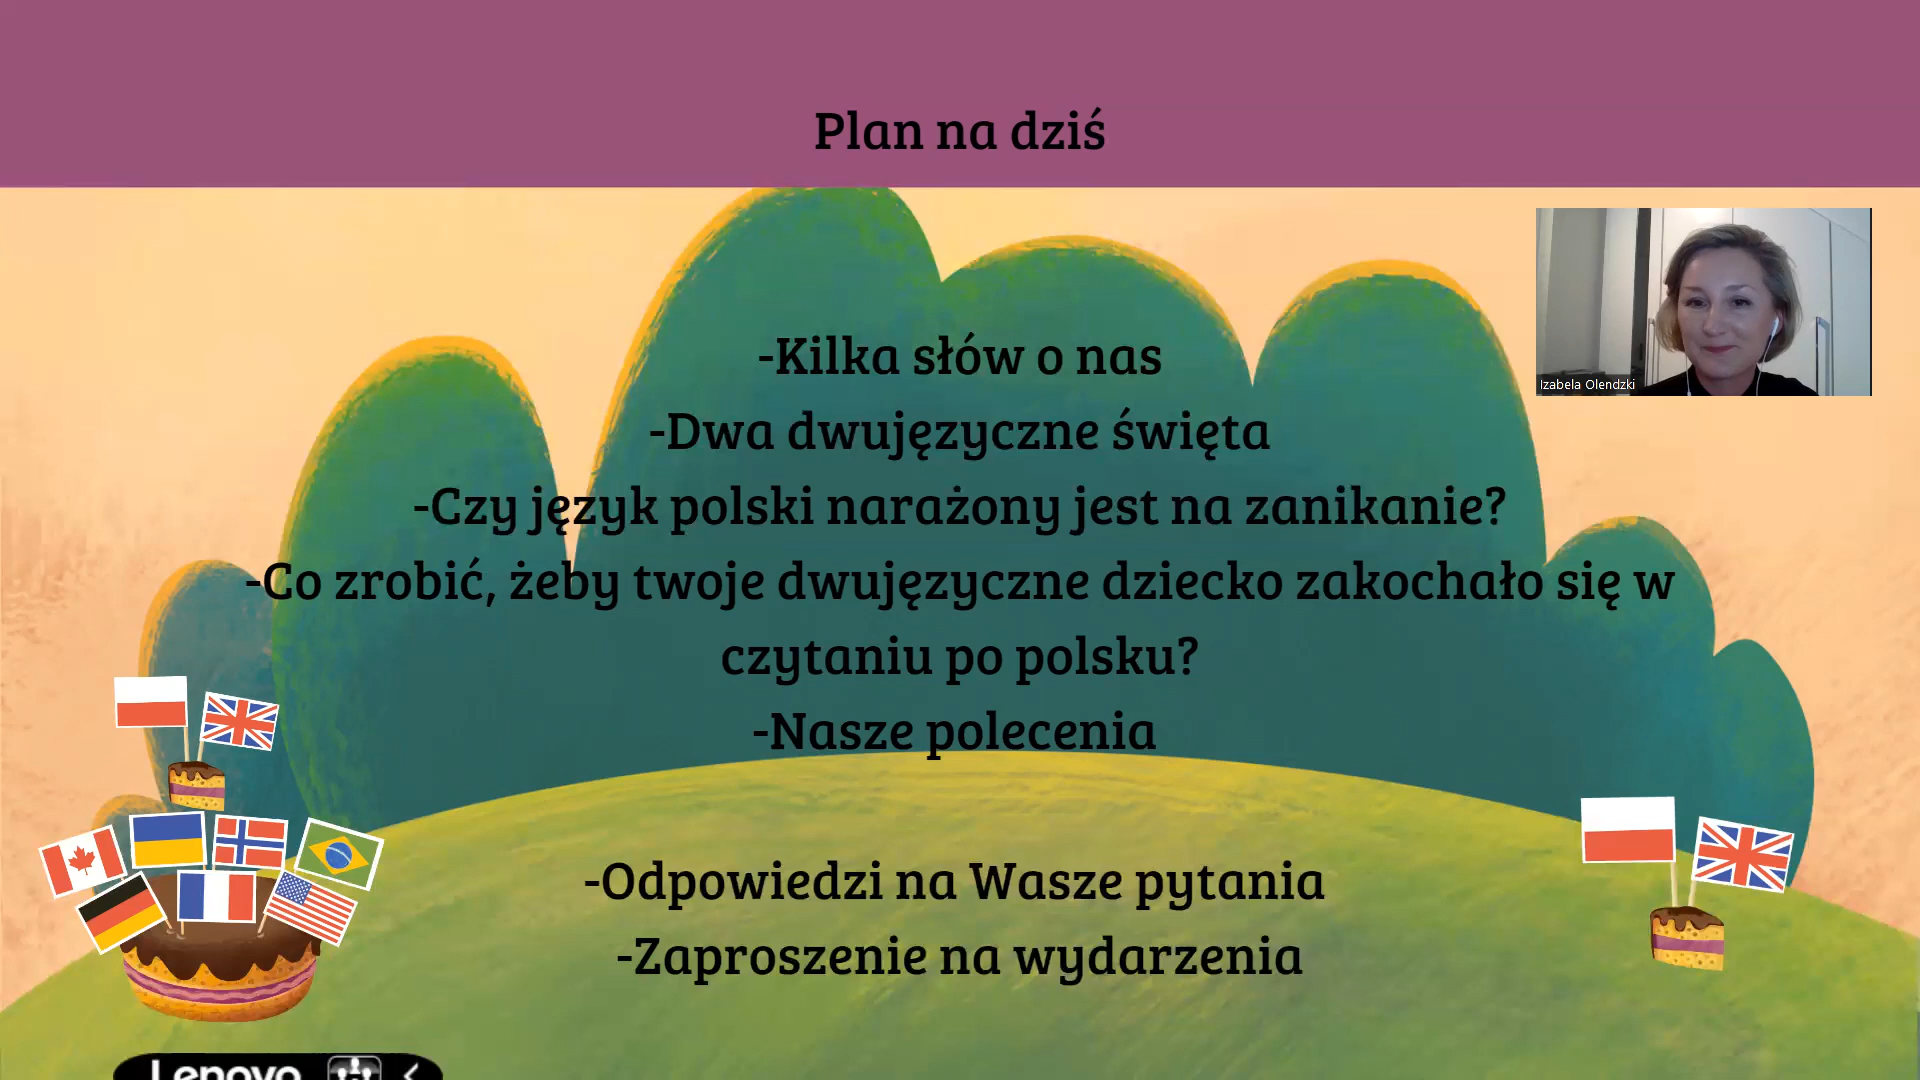 Plan na dziś
-Kilka słów o nas
-Dwa dwujęzyczne święta
-Czy język polski narażony jest na zanikanie?
-Co zrobić, żeby twoje dwujęzyczne dziecko zakochało się w
czytaniu po polsku?
-Nasze polecenia
-Odpowiedzi na Wasze pytania
-Zaproszenie na wydarzenia
Izabela Olendzki
Lenovo